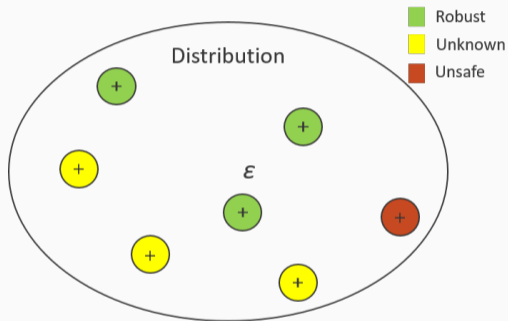 Distribution
Robust
Unknown
Unsafe
+
+
+
ε
+
+
+
+